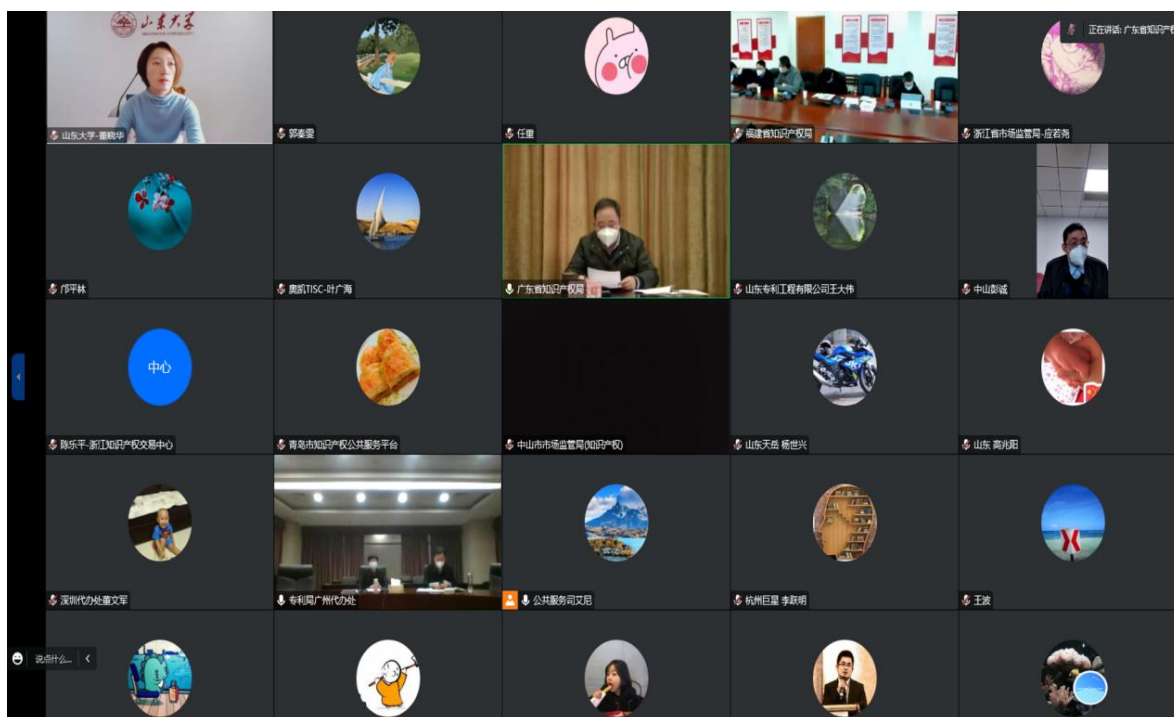 山东大学
SHANDONG UNIVERSITY
正在讲话: 广东省知识产权
山东大学-董晓华
郭秦雯
任重
福建省知识产权局
浙江省市场监管局-应若尧
邝平林
奥凯TISC-叶广海
广东省知识产权局
山东专利工程有限公司王大伟
中山彭诚
中心
陈乐平-浙江知识产权交易中心
青岛市知识产权公共服务平台
中山市市场监管局(知识产权)
山东天岳 杨世兴
山东 高兆阳
深圳代办处董文军
专利局广州代办处
公共服务司艾尼
杭州巨星 李跃明
王波
说点什么...